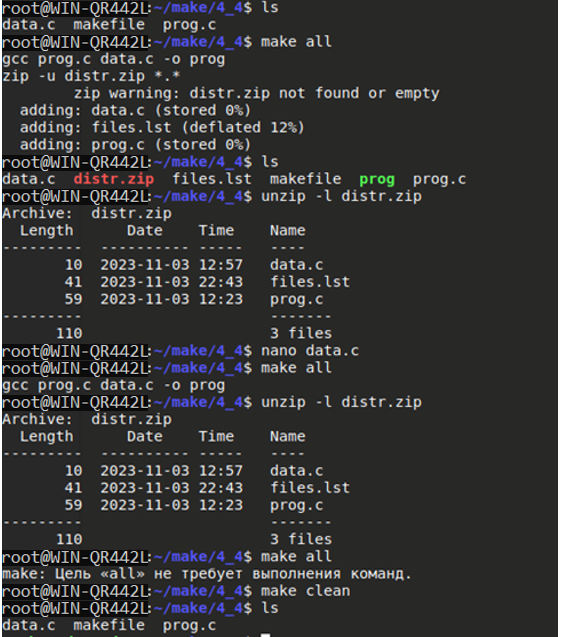 root@WIN-QR442L:~/make/4_4$ ls
data.c  makefile  prog.c
root@WIN-QR442L:~/make/4_4$ make all
gcc prog.c data.c -o prog
zip -u distr.zip *.*
        zip warning: distr.zip not found or empty
  adding: data.c (stored 0%)
  adding: files.lst (deflated 12%)
  adding: prog.c (stored 0%)
root@WIN-QR442L:~/make/4_4$ ls
data.c  distr.zip  files.lst  makefile  prog  prog.c
root@WIN-QR442L:~/make/4_4$ unzip -l distr.zip
Archive:  distr.zip
  Length      Date    Time    Name
---------  ---------- -----   ----
       10  2023-11-03 12:57   data.c
       41  2023-11-03 22:43   files.lst
       59  2023-11-03 12:23   prog.c
---------                     -------
      110                     3 files
root@WIN-QR442L:~/make/4_4$ nano data.c
root@WIN-QR442L:~/make/4_4$ make all
gcc prog.c data.c -o prog
root@WIN-QR442L:~/make/4_4$ unzip -l distr.zip
Archive:  distr.zip
  Length      Date    Time    Name
---------  ---------- -----   ----
       10  2023-11-03 12:57   data.c
       41  2023-11-03 22:43   files.lst
       59  2023-11-03 12:23   prog.c
---------                     -------
      110                     3 files
root@WIN-QR442L:~/make/4_4$ make all
make: Цель «all» не требует выполнения команд.
root@WIN-QR442L:~/make/4_4$ make clean
root@WIN-QR442L:~/make/4_4$ ls
data.c  makefile  prog.c